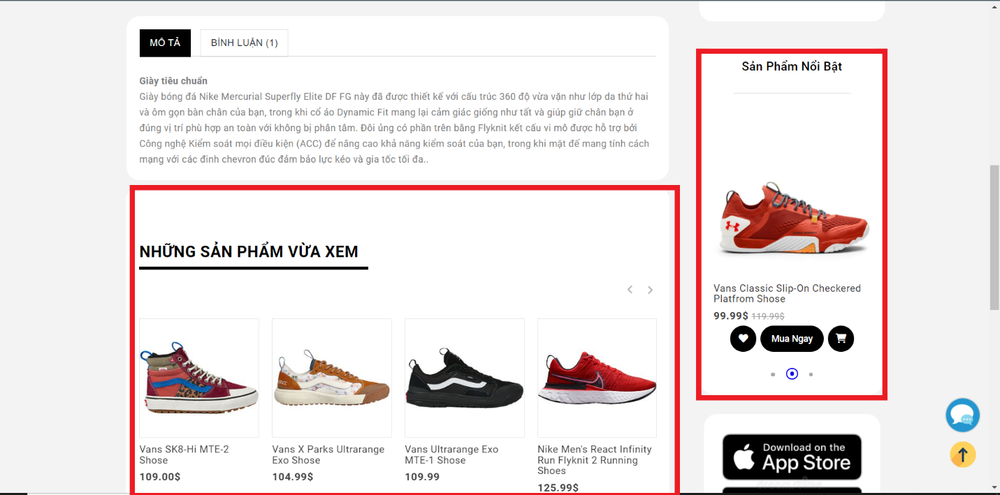 MÔ TẢ
BÌNH LUẬN (1)
Giày tiêu chuẩn
Giày bóng đá Nike Mercurial Superfly Elite DF FG này đã được thiết kế với cấu trúc 360 độ vừa vặn như lớp da thứ hai
và ôm gọn bàn chân của bạn, trong khi cổ áo Dynamic Fit mang lại cảm giác giống như tất và giúp giữ chân bạn ở
đúng vị trí phù hợp an toàn với không bị phân tâm. Đôi ủng có phần trên bằng Flyknit kết cấu vi mô được hỗ trợ bởi
Công nghệ Kiểm soát mọi điều kiện (ACC) để nâng cao khả năng kiểm soát của bạn, trong khi mặt đế mang tính cách
mạng với các đinh chevron đúc đảm bảo lực kéo và gia tốc tối đa..
NHỮNG SẢN PHẨM VỪA XEM
Vans SK8-Hi MTE-2
Shose
109.00$
Vans X Parks Ultrarange
Exo Shose
104.99$
Vans Ultrarange Exo
MTE-1 Shose
109.99
Nike Men's React Infinity
Run Flyknit 2 Running
Shoes
125.99$
Sản Phẩm Nổi Bật
Vans Classic Slip-On Checkered
Platfrom Shose
99.99$ 119.99$
Mua Ngay
Download on the
App Store